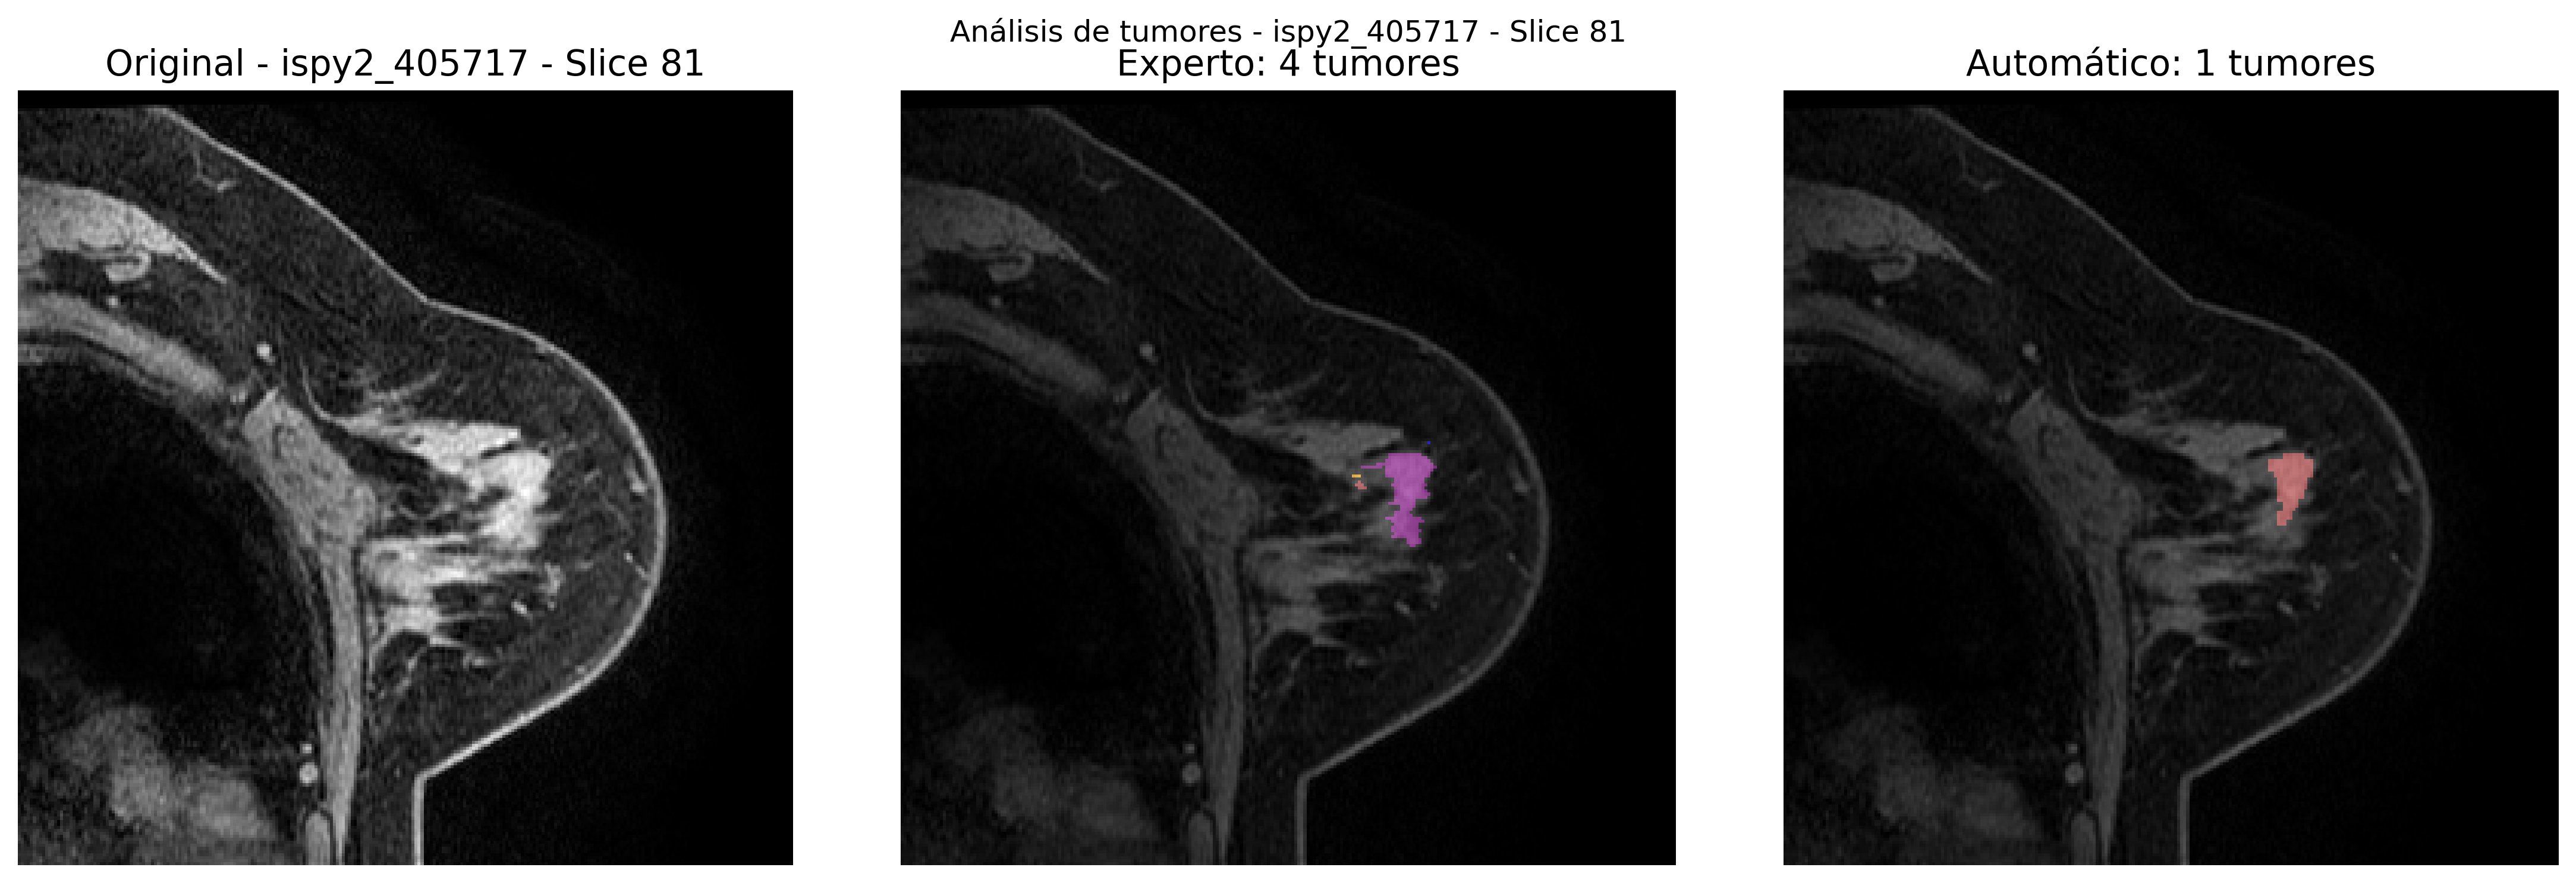 Análisis de tumores - ispy2_405717 - Slice 81
Original - ispy2_405717 - Slice 81
Experto: 4 tumores
Automático: 1 tumores